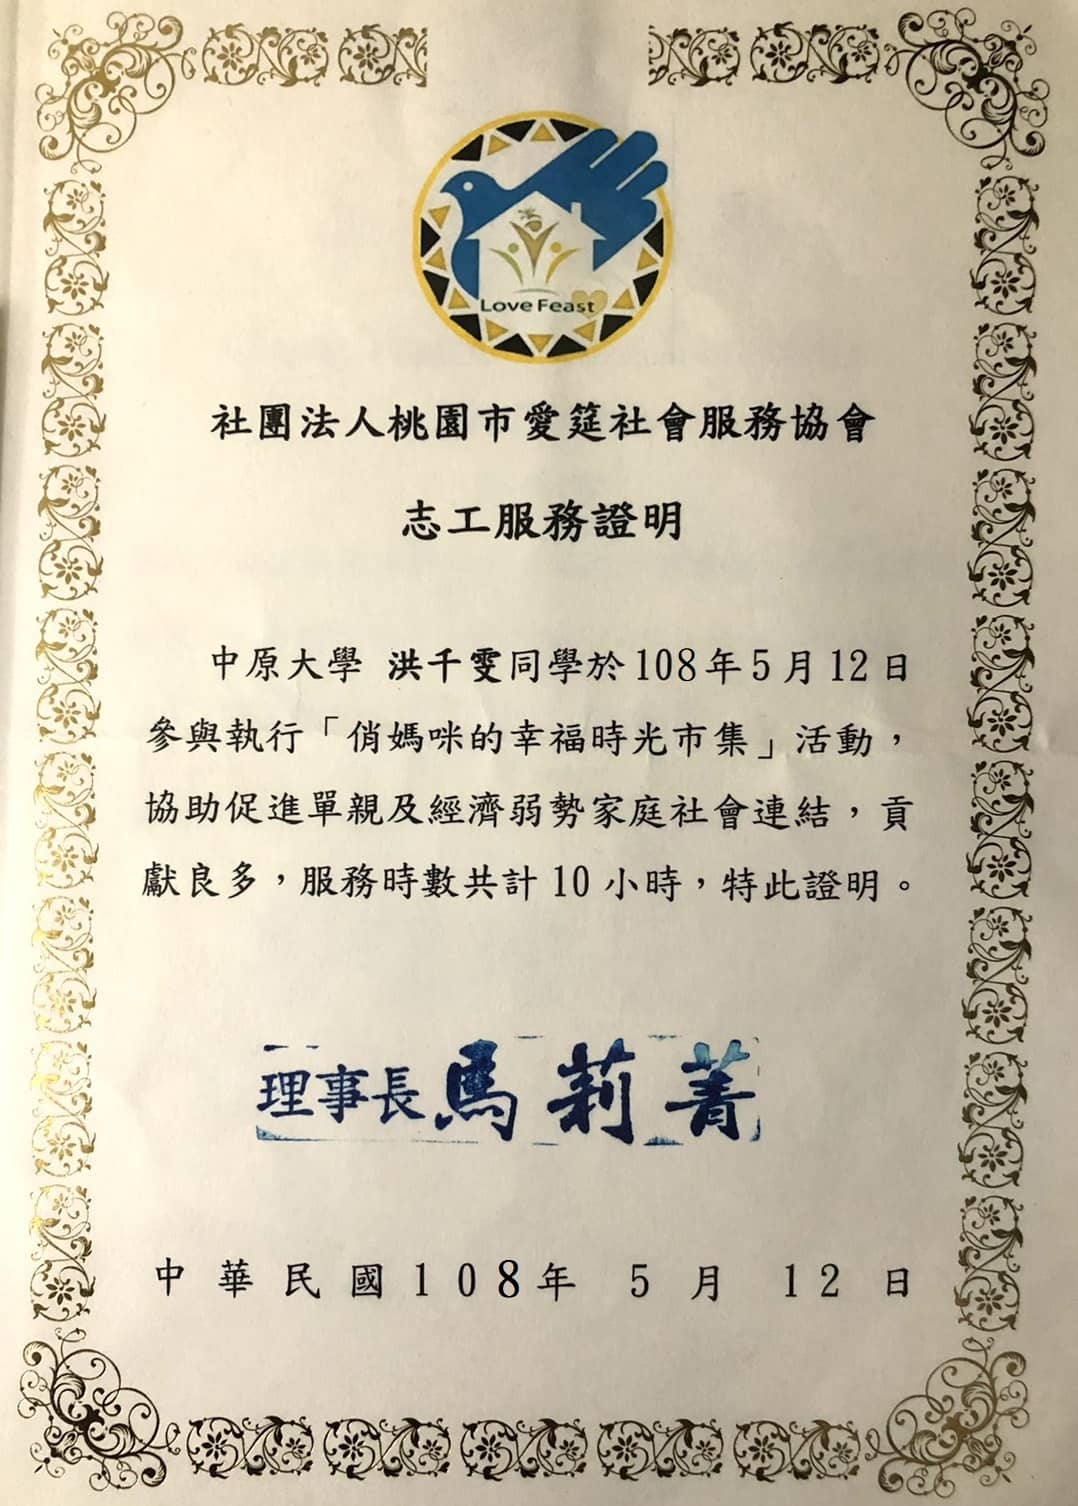 Love Feast
社團法人桃園市愛筵社會服務協會
志工服務證明
中原大學 洪千雯同學於108年5月12日
參與執行「俏媽咪的幸福時光市集」活動，
協助促進單親及經濟弱勢家庭社會連結，貢
獻良多，服務時數共計10小時，特此證明。
理事長馬莉菁
中華民國108年 5月 12日